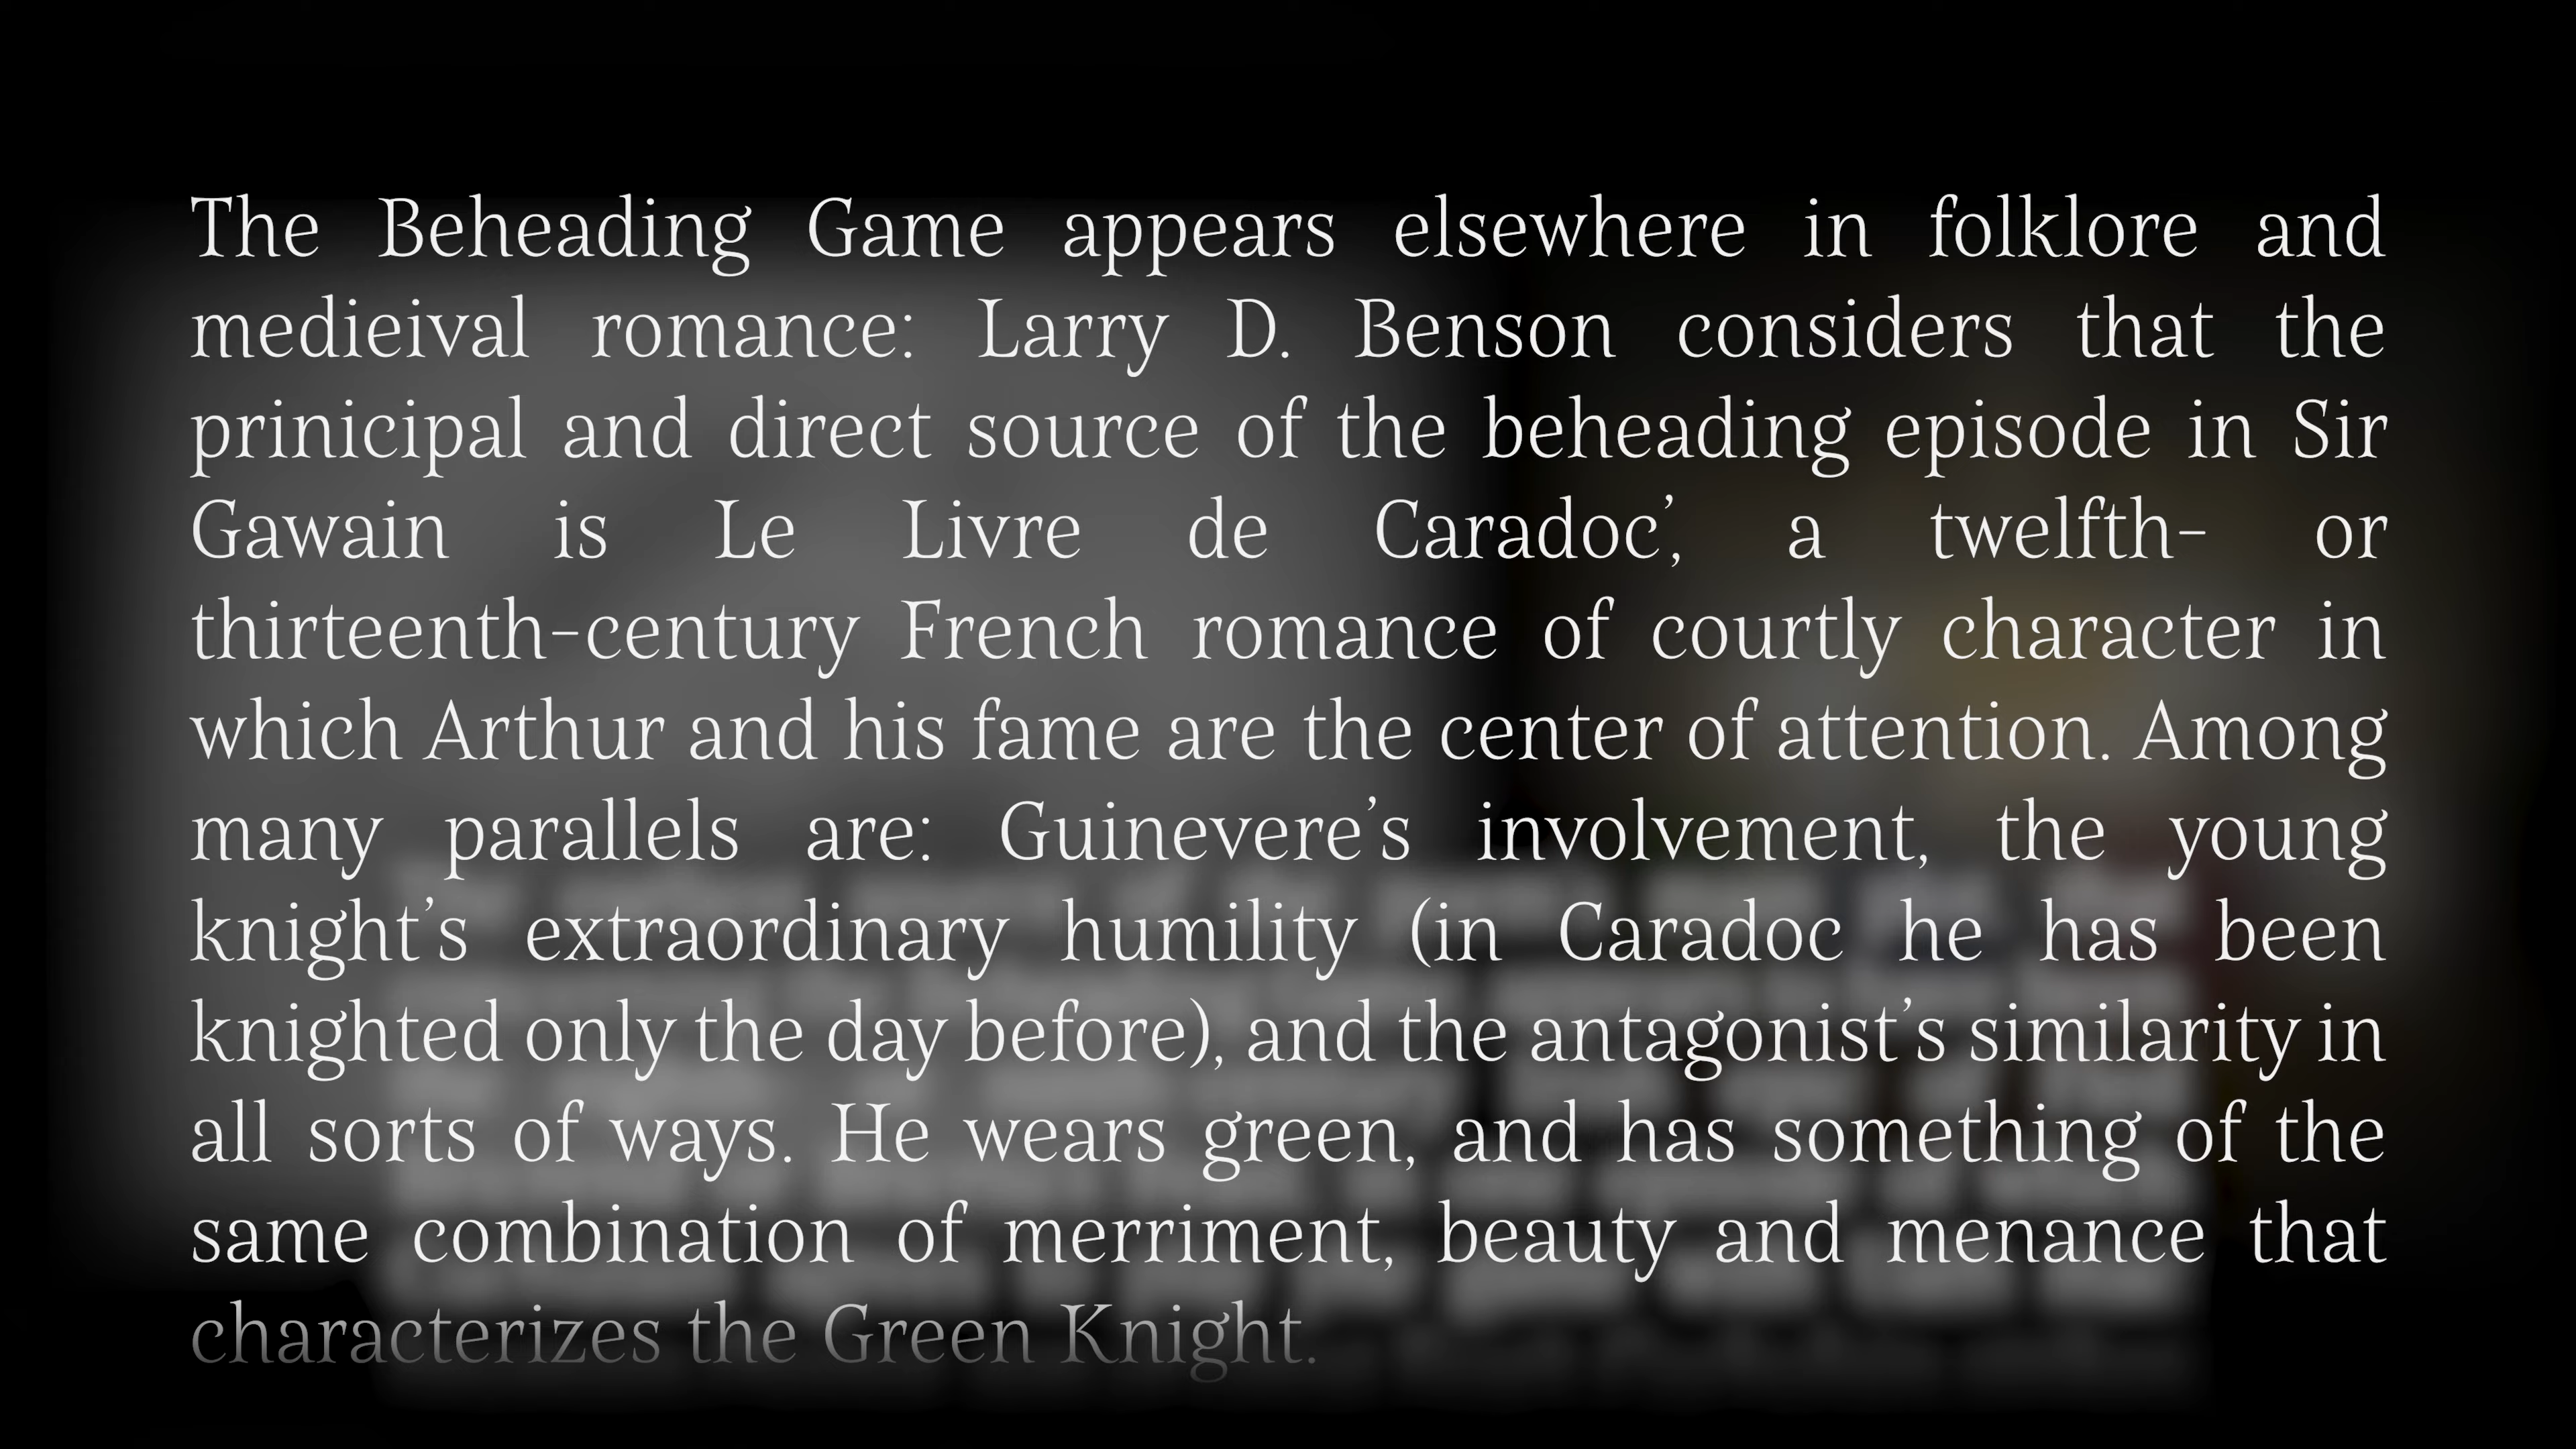 The Beheading Game appears elsewhere in folklore and
medieival romance: Larry D. Benson considers that the
prinicipal and direct source of the beheading episode in Sir
Gawain is Le Livre de Caradoc’, a twelfth- or
thirteenth-century French romance of courtly character in
which Arthur and his fame are the center of attention. Among
many parallels are: Guinevere’s involvement, the young
knight’s extraordinary humility (in Caradoc he has been
knighted only the day before), and the antagonist’s similarity in
all sorts of ways. He wears green, and has something of the
same combination of merriment, beauty and menance that
characterizes the Green Knight.